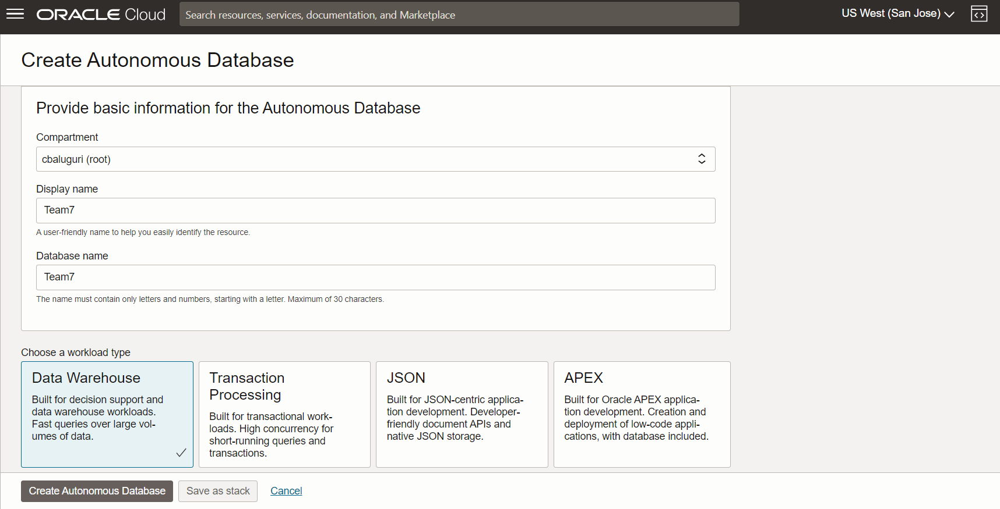 ORACLE Cloud
Search resources, services, documentation, and Marketplace
US West (San Jose)
Create Autonomous Database
Provide basic information for the Autonomous Database
Compartment
cbaluguri (root)
Display name
Team7
A user-friendly name to help you easily identify the resource.
Database name
Team7
The name must contain only letters and numbers, starting with a letter. Maximum of 30 characters.
Choose a workload type
Data Warehouse
Built for decision support and
data warehouse workloads.
Fast queries over large vol-
umes of data.
Transaction
Processing
Built for transactional work-
loads. High concurrency for
short-running queries and
transactions.
JSON
Built for JSON-centric applica-
tion development. Developer-
friendly document APIs and
native JSON storage.
APEX
Built for Oracle APEX applica-
tion development. Creation and
deployment of low-code appli-
cations, with database included.
Create Autonomous Database
Save as stack
Cancel